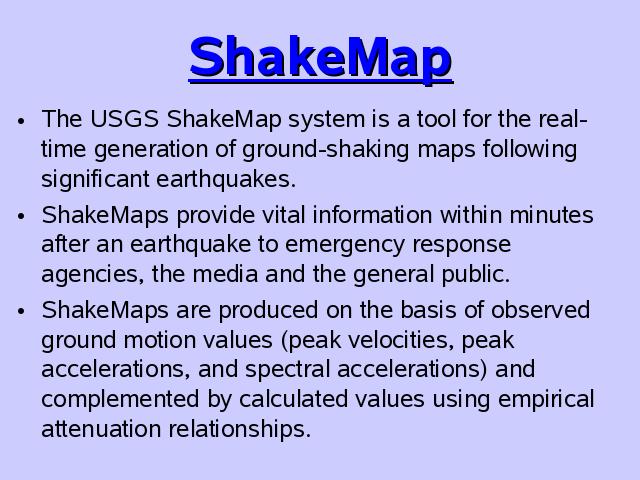 ShakeMap
• The USGS ShakeMap system is a tool for the real-
time generation of ground-shaking maps following
significant earthquakes.
• ShakeMaps provide vital information within minutes
after an earthquake to emergency response
agencies, the media and the general public.
• ShakeMaps are produced on the basis of observed
ground motion values (peak velocities, peak
accelerations, and spectral accelerations) and
complemented by calculated values using empirical
attenuation relationships.